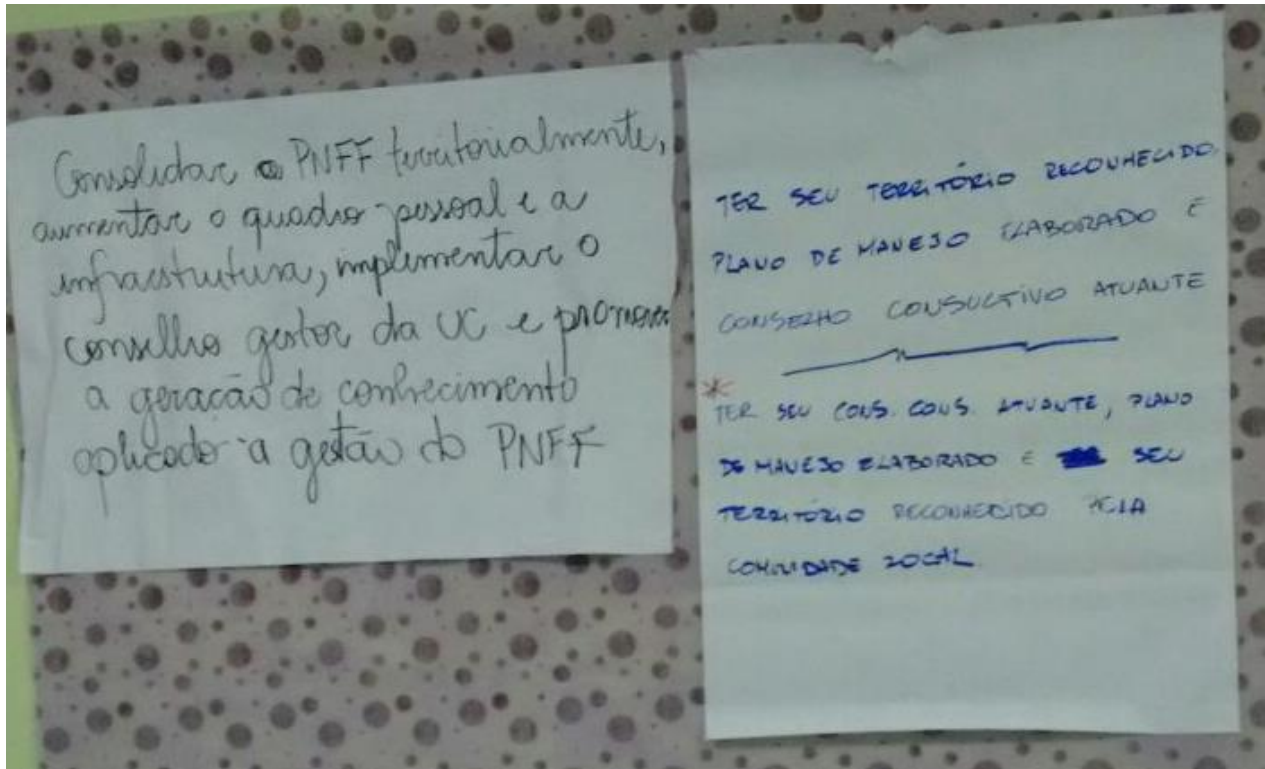 Consolidar o PNFF territorialmente,
aumentar o quadro pessoal e a
infraestrutura, implementar o
conselho gestor da UC e promover
a geração de conhecimento
aplicado a gestão do PNFF
TER SEU TERRITÓRIO RECONHECIDO,
PLANO DE MANEJO ELABORADO E
CONSELHO CONSULTIVO ATUANTE
* TER SEU CONS. CONS. ATUANTE, PLANO
DE MANEJO ELABORADO E SEU
TERRITÓRIO RECONHECIDO PELA
COMUNIDADE LOCAL